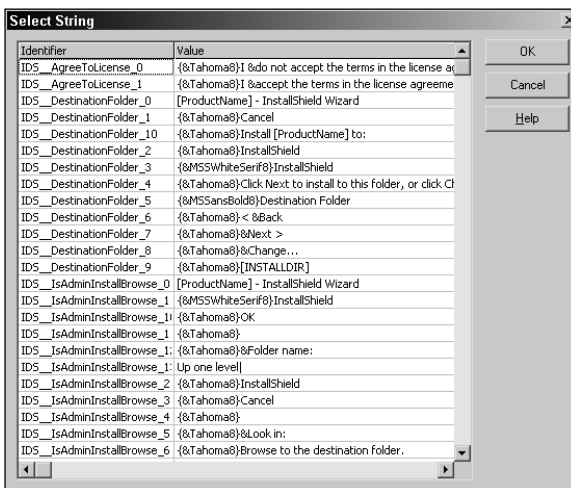 Select String
Identifier Value
IDS__AgreeToLicense_0 {&Tahoma8}I &do not accept the terms in the license ag
IDS__AgreeToLicense_1 {&Tahoma8}I &accept the terms in the license agreeme
IDS__DestinationFolder_0 [ProductName] - InstallShield Wizard
IDS__DestinationFolder_1 {&Tahoma8}Cancel
IDS__DestinationFolder_10 {&Tahoma8}Install [ProductName] to:
IDS__DestinationFolder_2 {&Tahoma8}InstallShield
IDS__DestinationFolder_3 {&MSSWhiteSerif8}InstallShield
IDS__DestinationFolder_4 {&Tahoma8}Click Next to install to this folder, or click Ch
IDS__DestinationFolder_5 {&MSSansBold8}Destination Folder
IDS__DestinationFolder_6 {&Tahoma8}< &Back
IDS__DestinationFolder_7 {&Tahoma8}&Next >
IDS__DestinationFolder_8 {&Tahoma8}&Change...
IDS__DestinationFolder_9 {&Tahoma8}[INSTALLDIR]
IDS__IsAdminInstallBrowse_0 [ProductName] - InstallShield Wizard
IDS__IsAdminInstallBrowse_1 {&MSSWhiteSerif8}InstallShield
IDS__IsAdminInstallBrowse_1 {&Tahoma8}OK
IDS__IsAdminInstallBrowse_1 {&Tahoma8}
IDS__IsAdminInstallBrowse_1 {&Tahoma8}&Folder name:
IDS__IsAdminInstallBrowse_1 Up one level|
IDS__IsAdminInstallBrowse_2 {&Tahoma8}InstallShield
IDS__IsAdminInstallBrowse_3 {&Tahoma8}Cancel
IDS__IsAdminInstallBrowse_4 {&Tahoma8}
IDS__IsAdminInstallBrowse_5 {&Tahoma8}&Look in:
IDS__IsAdminInstallBrowse_6 {&Tahoma8}Browse to the destination folder.
OK
Cancel
Help